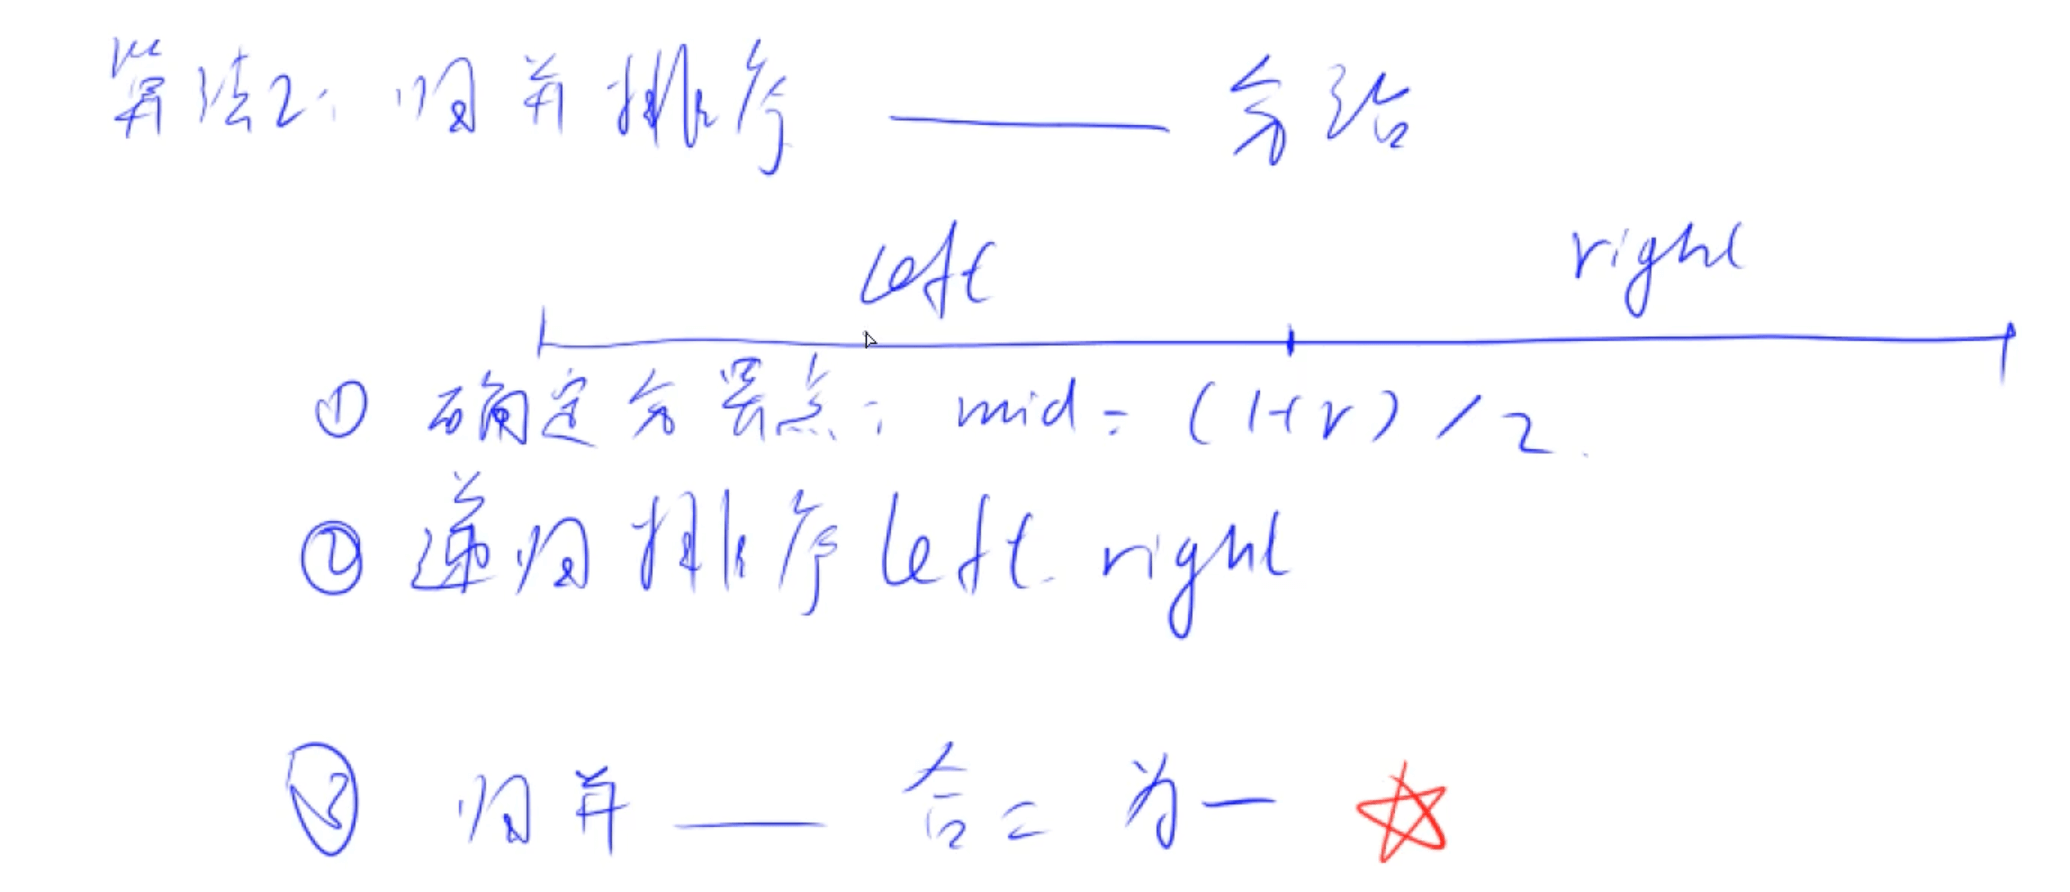 算法2: 归并排序 —— 分治
left right
① 确定分界点: mid = (l+r) / 2.
② 递归排序 left. right
③ 归并 —— 合二为一